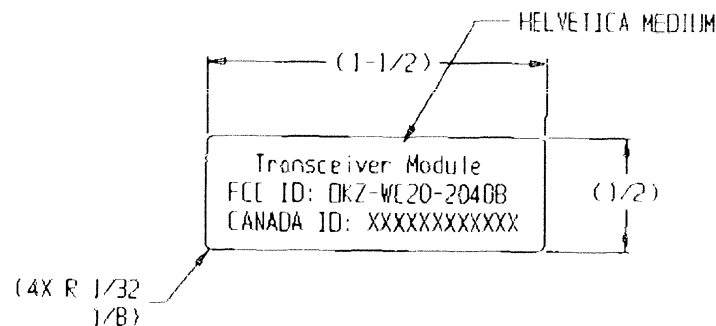 HELVETICA MEDIUM
(1-1/2)
Transceiver Module
FCC ID: OKZ-WC20-2040B
CANADA ID: XXXXXXXXXXXX
(1/2)
(4X R 1/32
1/8)